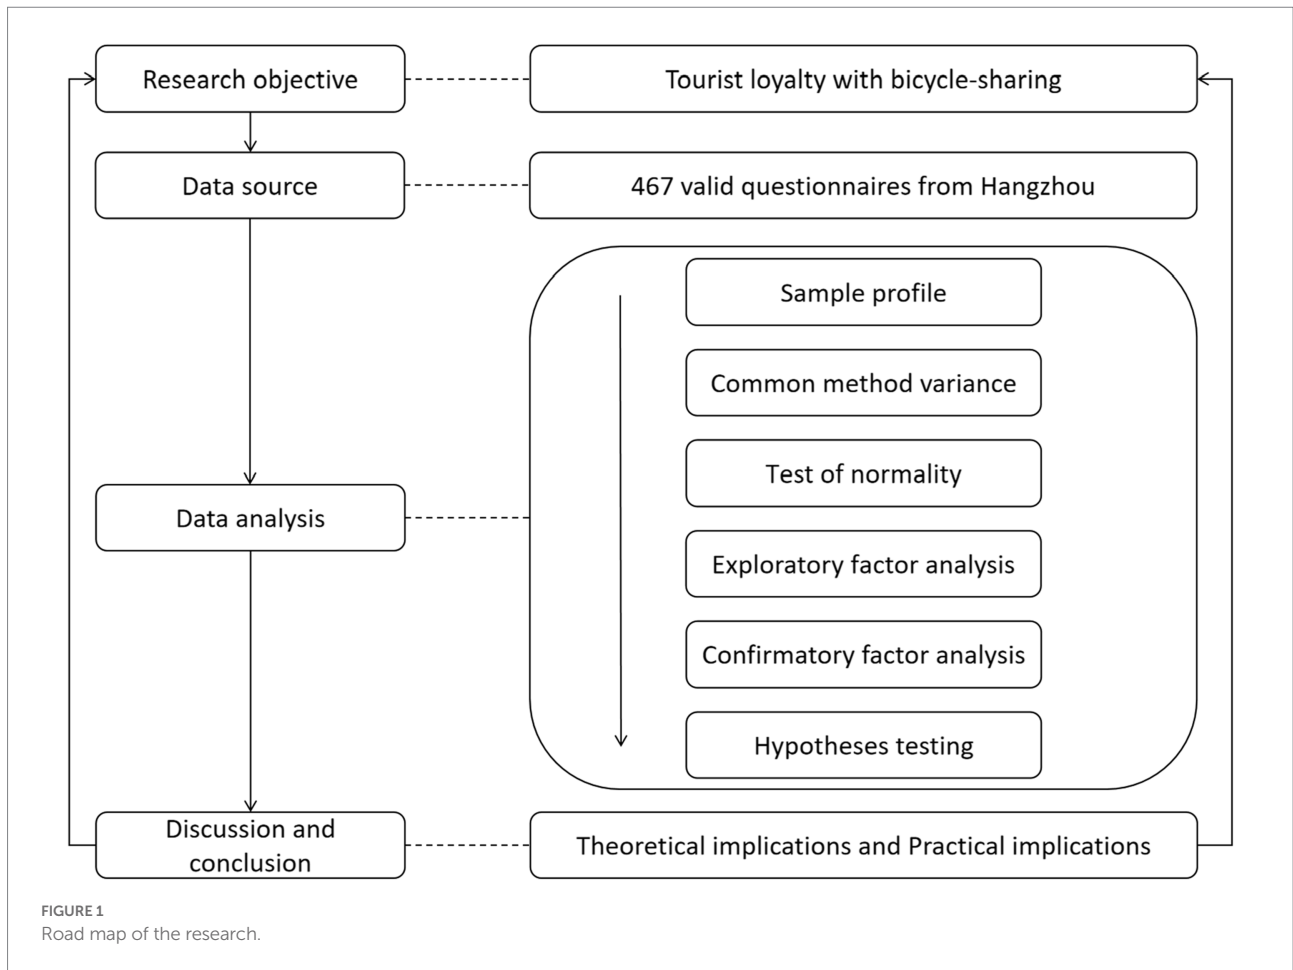 Research objective
Tourist loyalty with bicycle-sharing
Data source
467 valid questionnaires from Hangzhou
Sample profile
Common method variance
Test of normality
Data analysis
Exploratory factor analysis
Confirmatory factor analysis
Hypotheses testing
Discussion and
conclusion
Theoretical implications and Practical implications
FIGURE 1
Road map of the research.